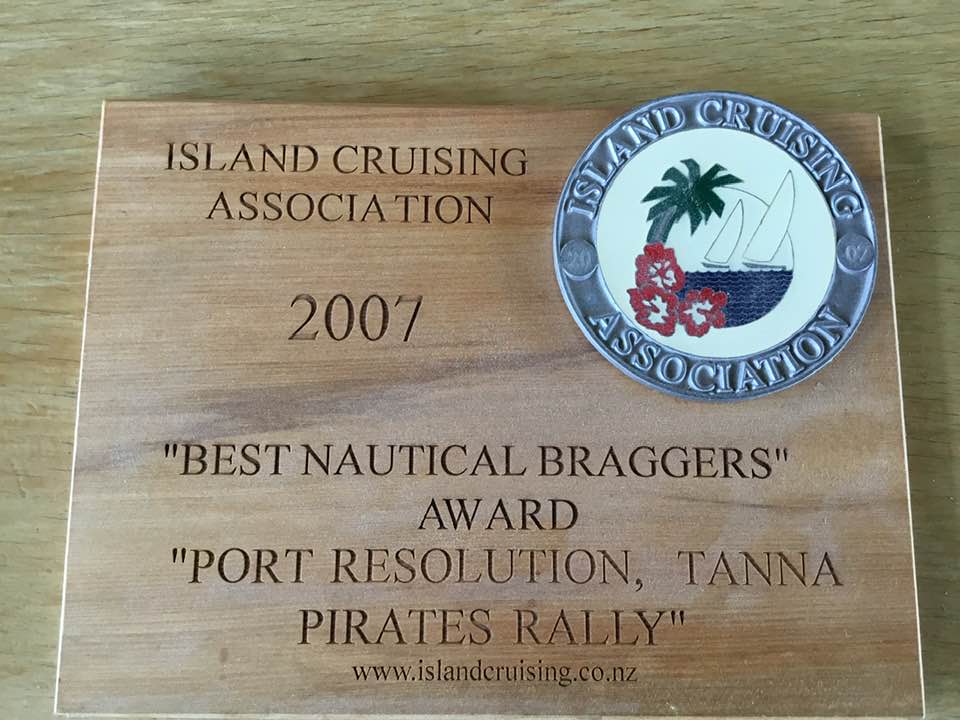 ISLAND CRUISING
ASSOCIATION
2007
ISLAND CRUISING
20 07
ASSOCIATION
"BEST NAUTICAL BRAGGERS"
AWARD
"PORT RESOLUTION, TANNA
PIRATES RALLY"
www.islandcruising.co.nz